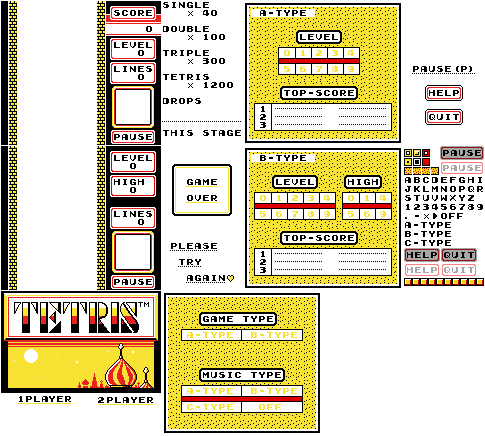 SCORE
0
LEVEL
0
LINES
0
PAUSE
SINGLE
x 40
DOUBLE
x 100
TRIPLE
x 300
TETRIS
x 1200
DROPS
THIS STAGE
A-TYPE
LEVEL
0 1 2 3 4
5 6 7 8 9
TOP-SCORE
1
2
3
PAUSE(P)
HELP
QUIT
LEVEL
0
HIGH
0
LINES
0
PAUSE
GAME
OVER
PLEASE
TRY
AGAIN♥
B-TYPE
LEVEL
HIGH
0 1 2 3 4
0 1 2
5 6 7 8 9
3 4 5
TOP-SCORE
1
2
3
PAUSE
PAUSE
ABCDEFGHI
JKLMNOPQR
STUVWXYZ
123456789
. - x ▶ OFF
A-TYPE
B-TYPE
C-TYPE
HELP QUIT
HELP QUIT
TETRIS™
1PLAYER 2PLAYER
GAME TYPE
A-TYPE B-TYPE
MUSIC TYPE
A-TYPE B-TYPE
C-TYPE OFF